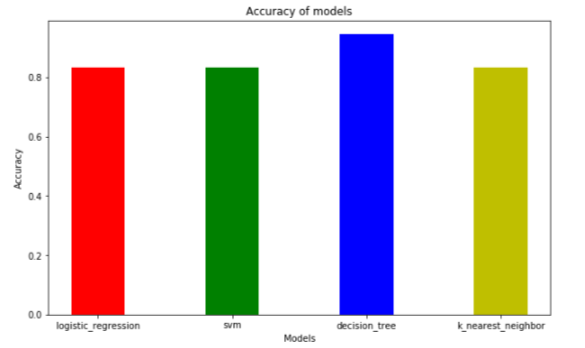 Accuracy of models
Accuracy
0.8
0.6
0.4
0.2
0.0
logistic_regression svm decision_tree k_nearest_neighbor
Models